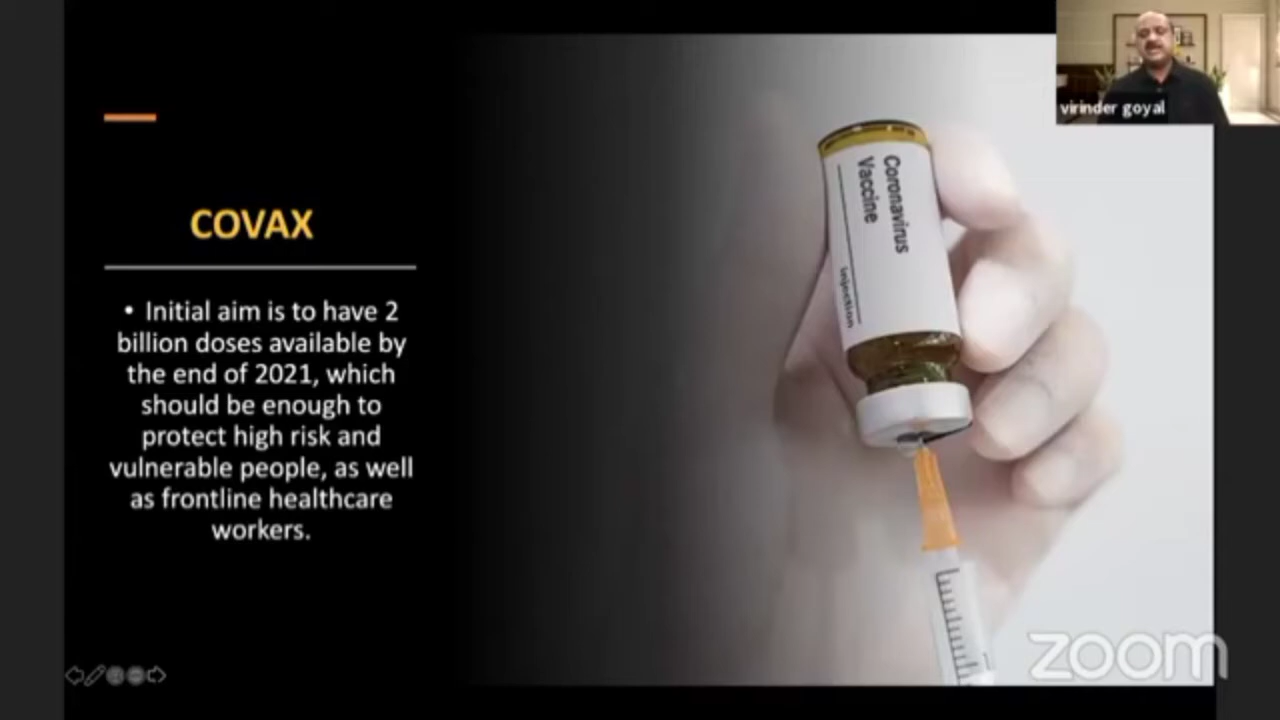 virinder goyal
COVAX
• Initial aim is to have 2
billion doses available by
the end of 2021, which
should be enough to
protect high risk and
vulnerable people, as well
as frontline healthcare
workers.
Coronavirus
Vaccine
Injection
zoom